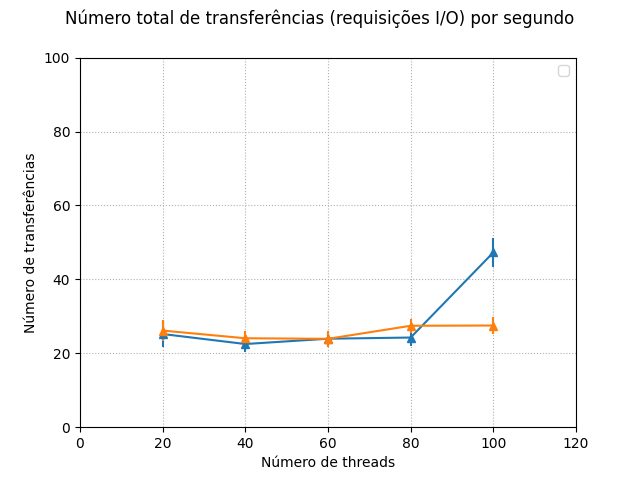 Número total de transferências (requisições I/O) por segundo
100
80
60
40
20
0
Número de transferências
0 20 40 60 80 100 120
Número de threads